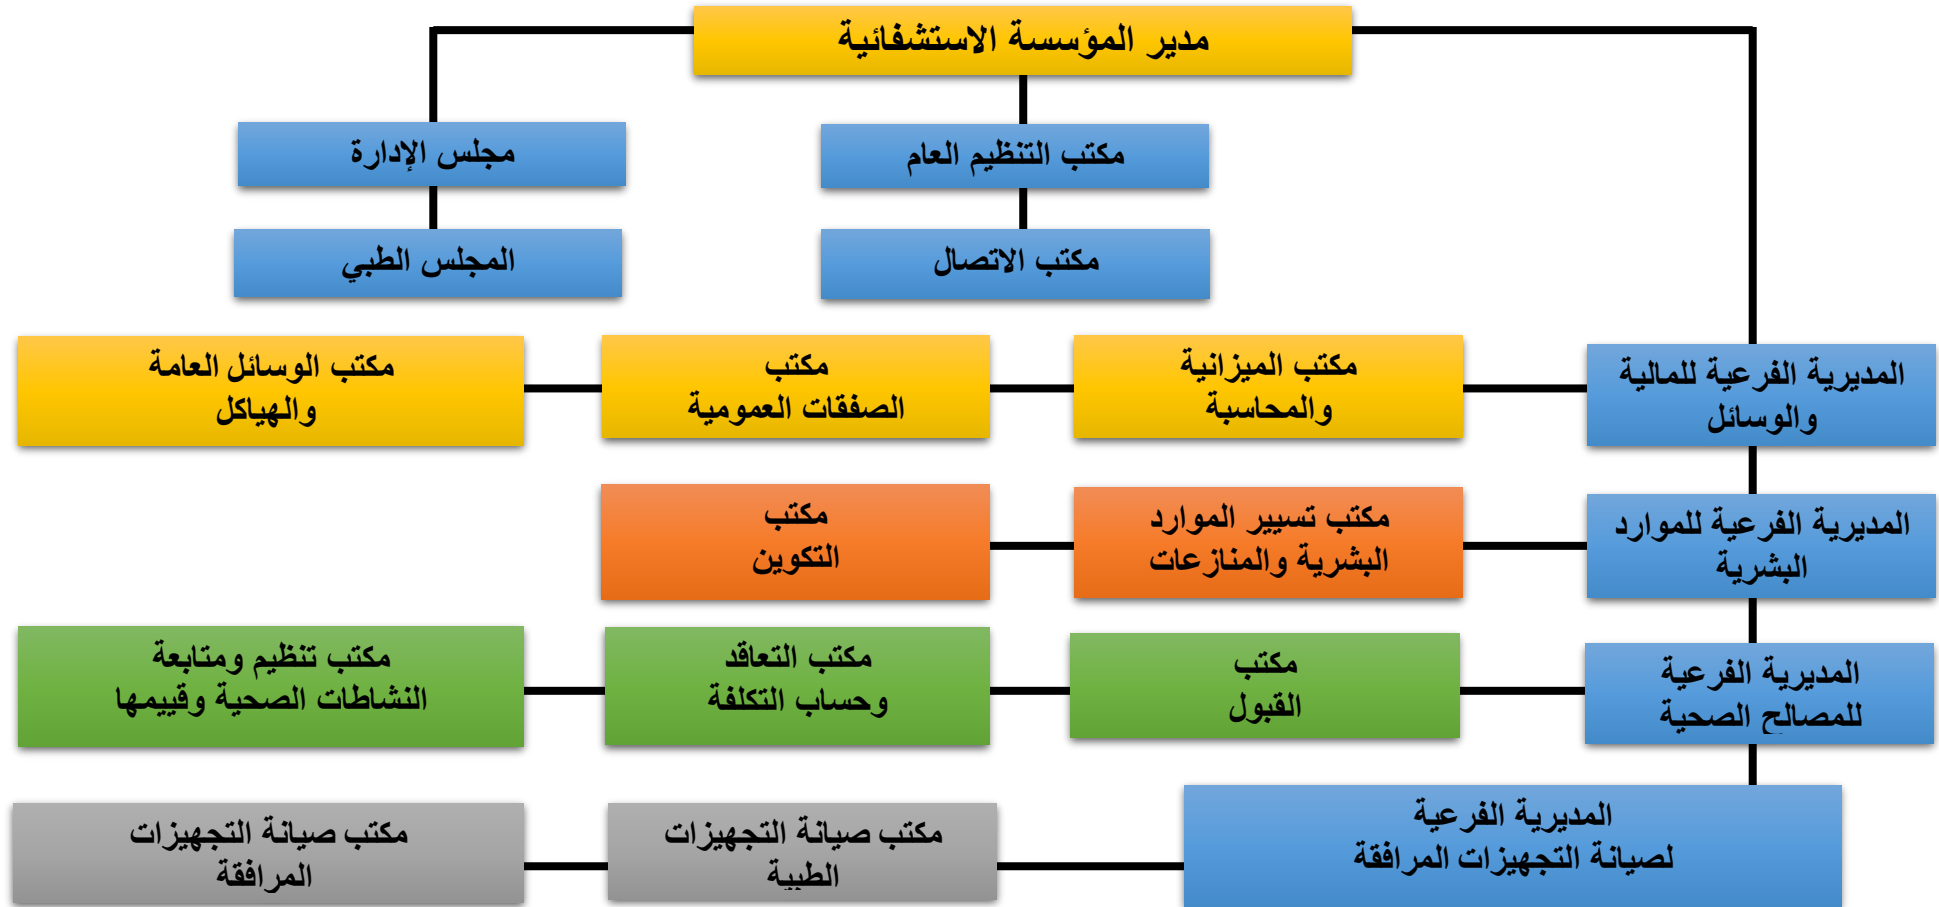 مدير المؤسسة الاستشفائية
مكتب التنظيم العام
مجلس الإدارة
مكتب الاتصال
المجلس الطبي
المديرية الفرعية للمالية
والوسائل
مكتب الميزانية
والمحاسبة
مكتب
الصفقات العمومية
مكتب الوسائل العامة
والهياكل
المديرية الفرعية للموارد
البشرية
مكتب تسيير الموارد
البشرية والمنازعات
مكتب
التكوين
المديرية الفرعية
للمصالح الصحية
مكتب
القبول
مكتب التعاقد
وحساب التكلفة
مكتب تنظيم ومتابعة
النشاطات الصحية وقييمها
المديرية الفرعية
لصيانة التجهيزات المرافقة
مكتب صيانة التجهيزات
الطبية
مكتب صيانة التجهيزات
المرافقة